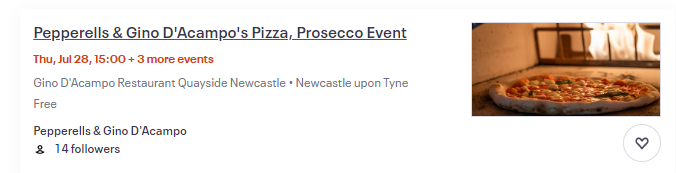 Pepperells & Gino D'Acampo's Pizza, Prosecco Event
Thu, Jul 28, 15:00 + 3 more events
Gino D'Acampo Restaurant Quayside Newcastle • Newcastle upon Tyne
Free
Pepperells & Gino D'Acampo
14 followers